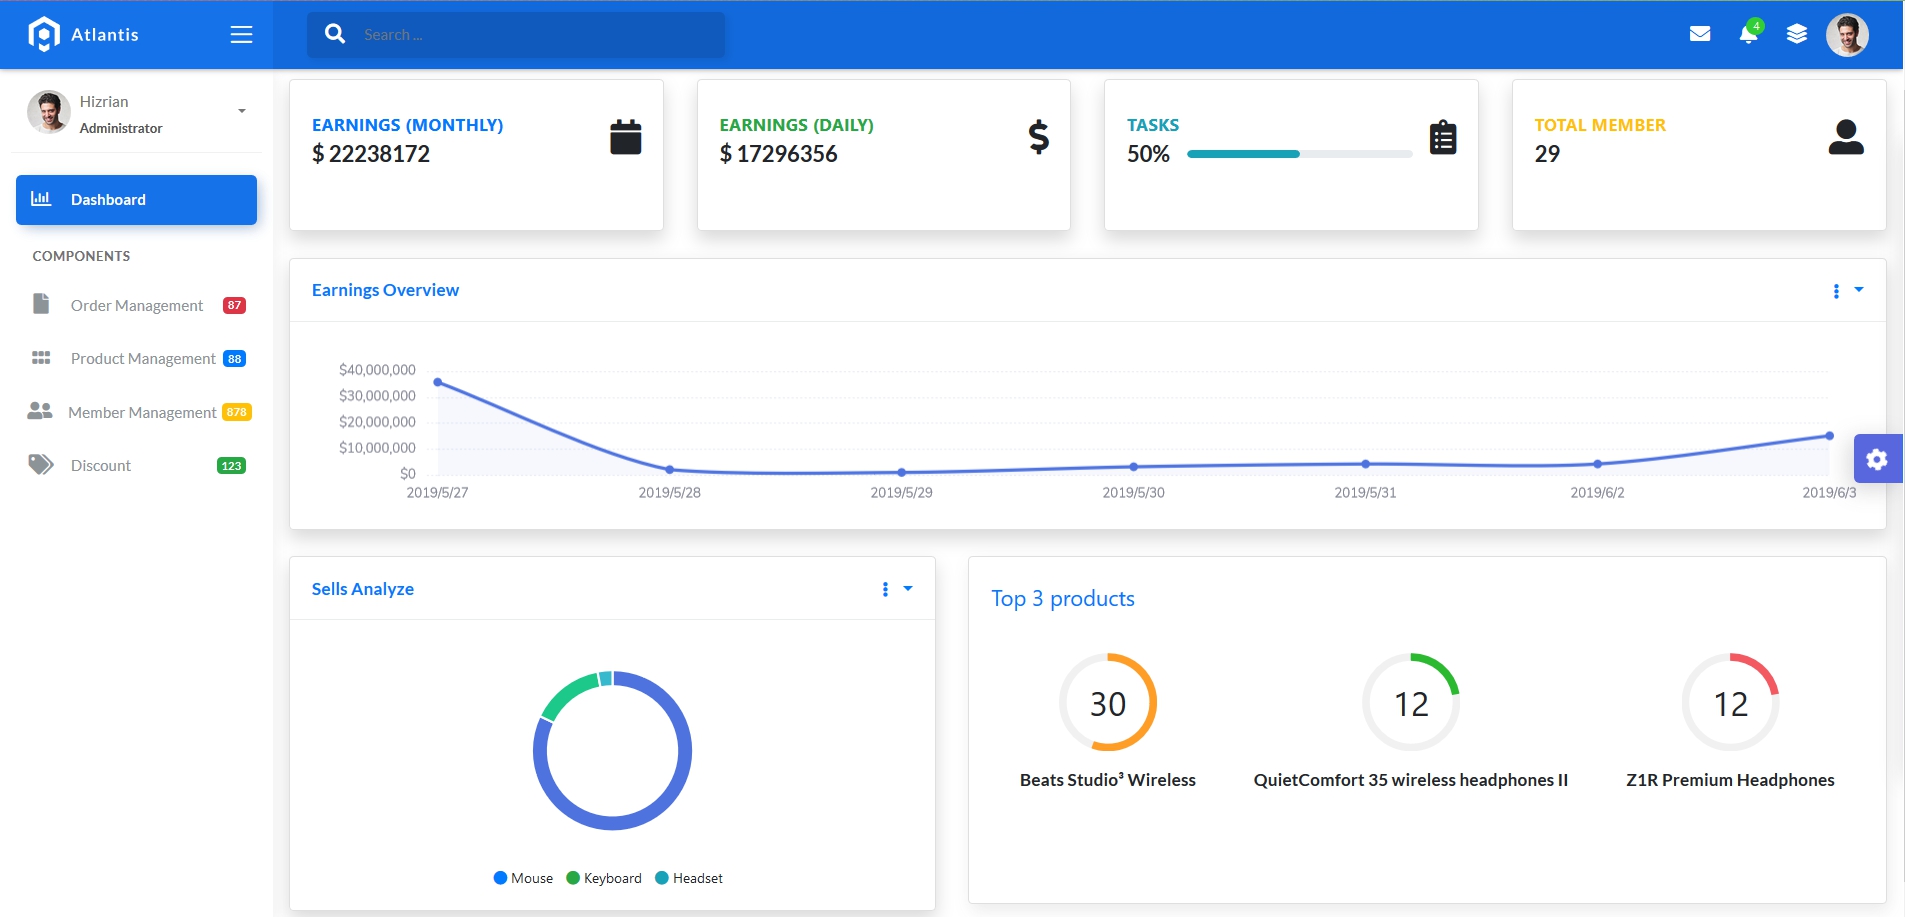 Atlantis
Search ...
4
Hizrian
Administrator
Dashboard
COMPONENTS
Order Management 87
Product Management 88
Member Management 878
Discount 123
EARNINGS (MONTHLY)
$ 22238172
EARNINGS (DAILY)
$ 17296356
TASKS
50%
TOTAL MEMBER
29
Earnings Overview
$40,000,000
$30,000,000
$20,000,000
$10,000,000
$0
2019/5/27 2019/5/28 2019/5/29 2019/5/30 2019/5/31 2019/6/2 2019/6/3
Sells Analyze
Mouse Keyboard Headset
Top 3 products
30
Beats Studio³ Wireless
12
QuietComfort 35 wireless headphones II
12
Z1R Premium Headphones